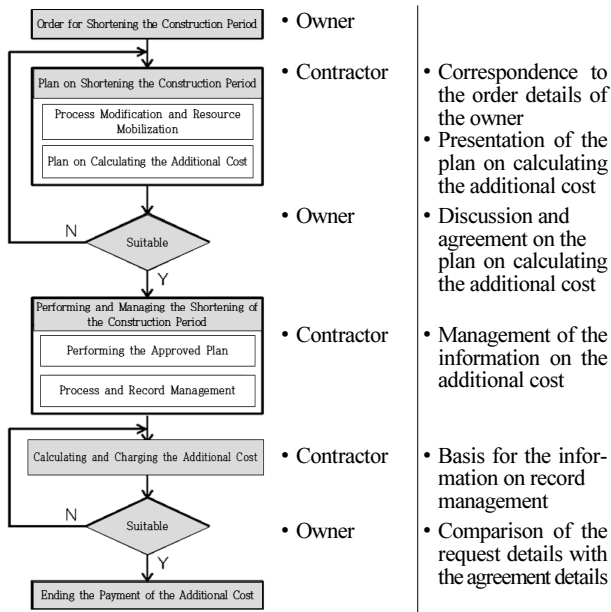 Order for Shortening the Construction Period
• Owner
Plan on Shortening the Construction Period
Process Modification and Resource
Mobilization
Plan on Calculating the Additional Cost
• Contractor
• Correspondence to
the order details of
the owner
• Presentation of the
plan on calculating
the additional cost
N
Suitable
Y
• Owner
• Discussion and
agreement on the
plan on calculating
the additional cost
Performing and Managing the Shortening of
the Construction Period
Performing the Approved Plan
Process and Record Management
• Contractor
• Management of the
information on the
additional cost
Calculating and Charging the Additional Cost
• Contractor
• Basis for the infor-
mation on record
management
N
Suitable
Y
• Owner
• Comparison of the
request details with
the agreement details
Ending the Payment of the Additional Cost